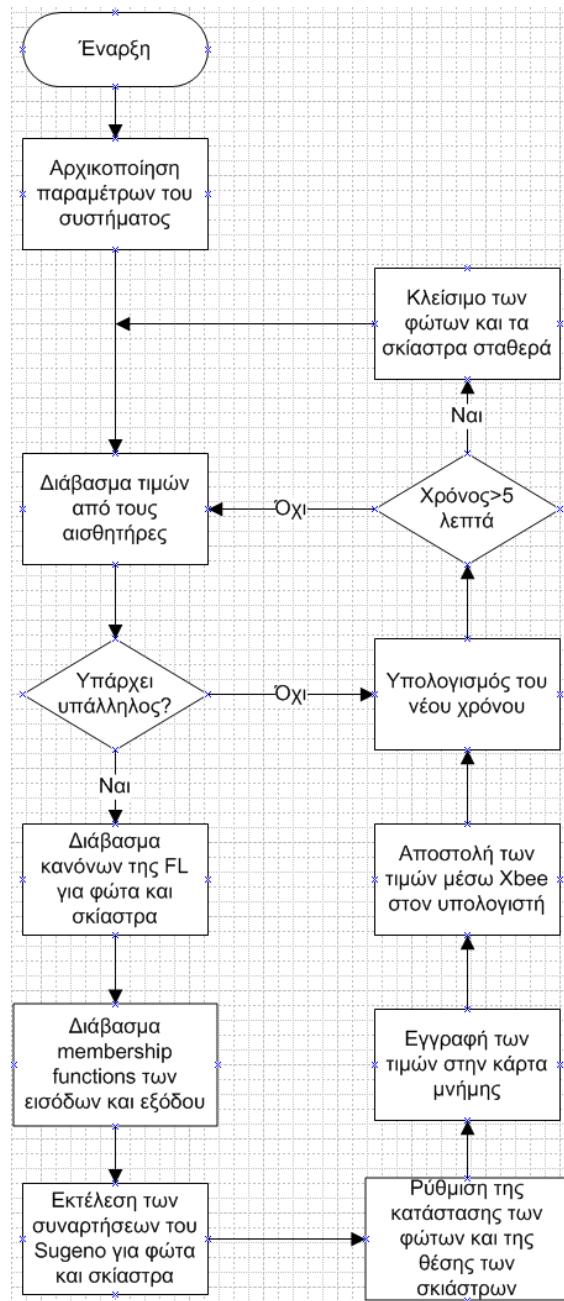 Έναρξη
Αρχικοποίηση
παραμέτρων του
συστήματος
Κλείσιμο των
φώτων και τα
σκίαστρα σταθερά
Ναι
Διάβασμα τιμών
από τους
αισθητήρες
Όχι
Χρόνος>5
λεπτά
Υπάρχει
υπάλληλος?
Όχι
Υπολογισμός του
νέου χρόνου
Ναι
Διάβασμα
κανόνων της FL
για φώτα και
σκίαστρα
Αποστολή των
τιμών μέσω Xbee
στον υπολογιστή
Διάβασμα
membership
functions των
εισόδων και εξόδου
Εγγραφή των
τιμών στην κάρτα
μνήμης
Εκτέλεση των
συναρτήσεων του
Sugeno για φώτα
και σκίαστρα
Ρύθμιση της
κατάστασης των
φώτων και της
θέσης των
σκιάστρων